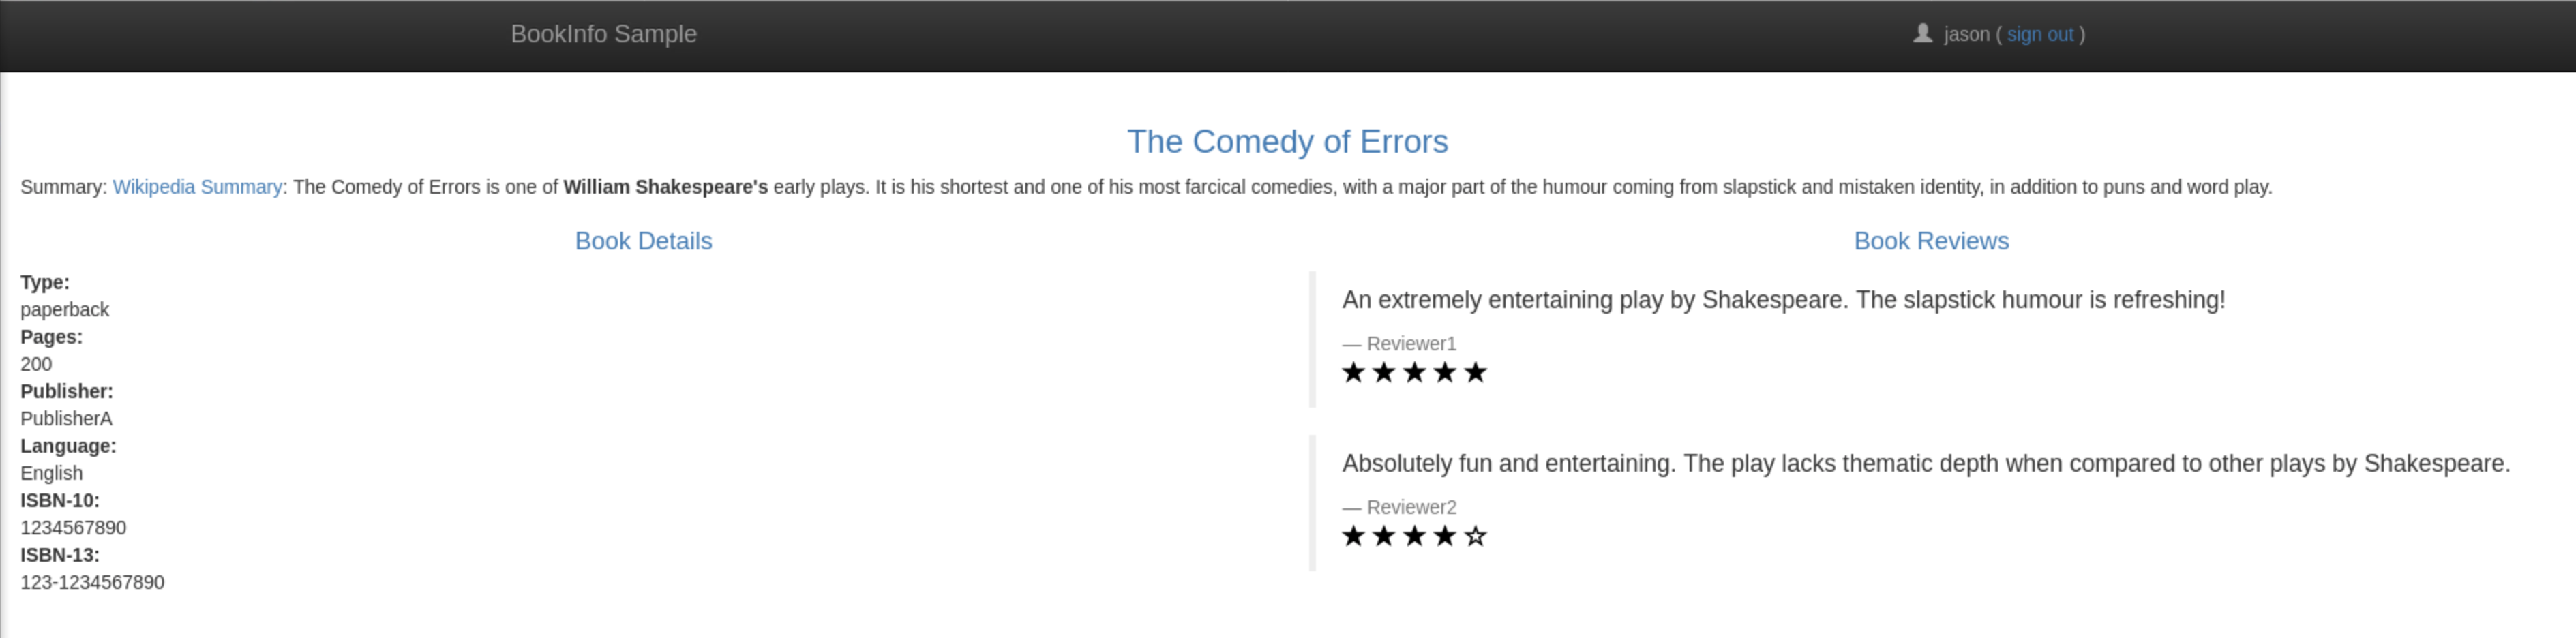 BookInfo Sample
jason ( sign out )
The Comedy of Errors
Summary: Wikipedia Summary: The Comedy of Errors is one of William Shakespeare's early plays. It is his shortest and one of his most farcical comedies, with a major part of the humour coming from slapstick and mistaken identity, in addition to puns and word play.
Book Details
Type:
paperback
Pages:
200
Publisher:
PublisherA
Language:
English
ISBN-10:
1234567890
ISBN-13:
123-1234567890
Book Reviews
An extremely entertaining play by Shakespeare. The slapstick humour is refreshing!
— Reviewer1
★★★★★
Absolutely fun and entertaining. The play lacks thematic depth when compared to other plays by Shakespeare.
— Reviewer2
★★★★☆